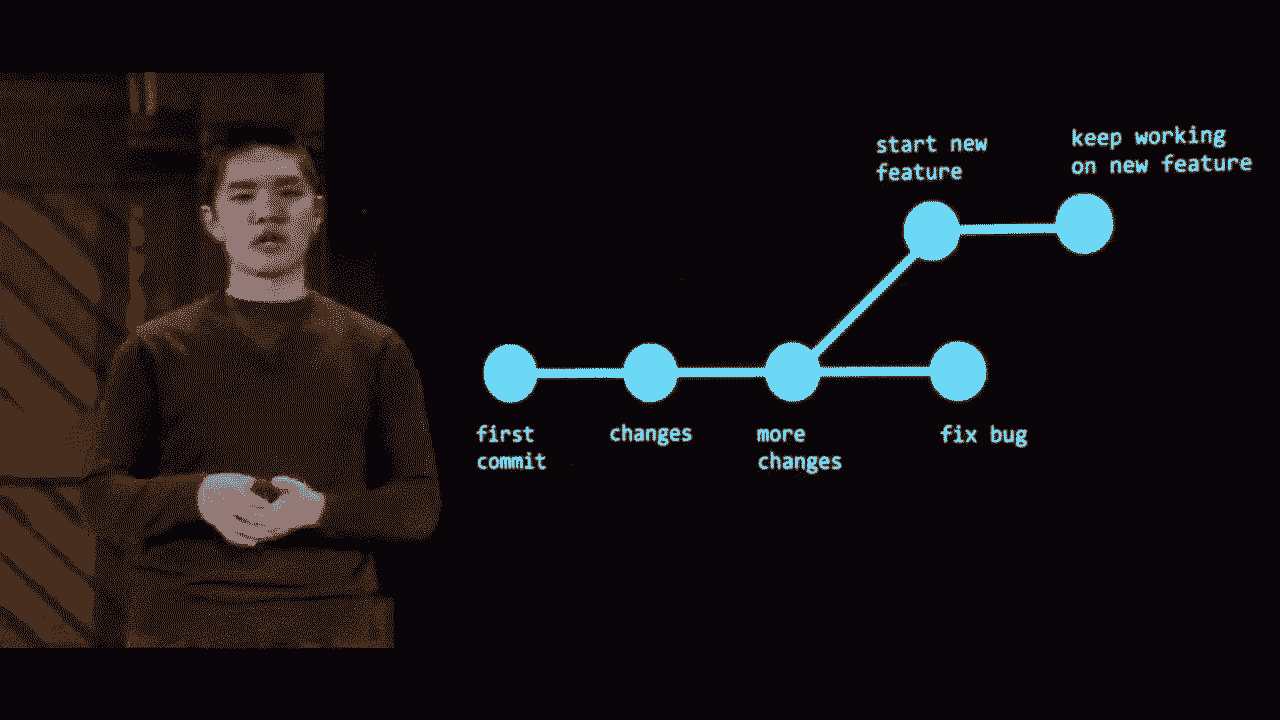 start new
feature
keep working
on new feature
first
commit
changes
more
changes
fix bug